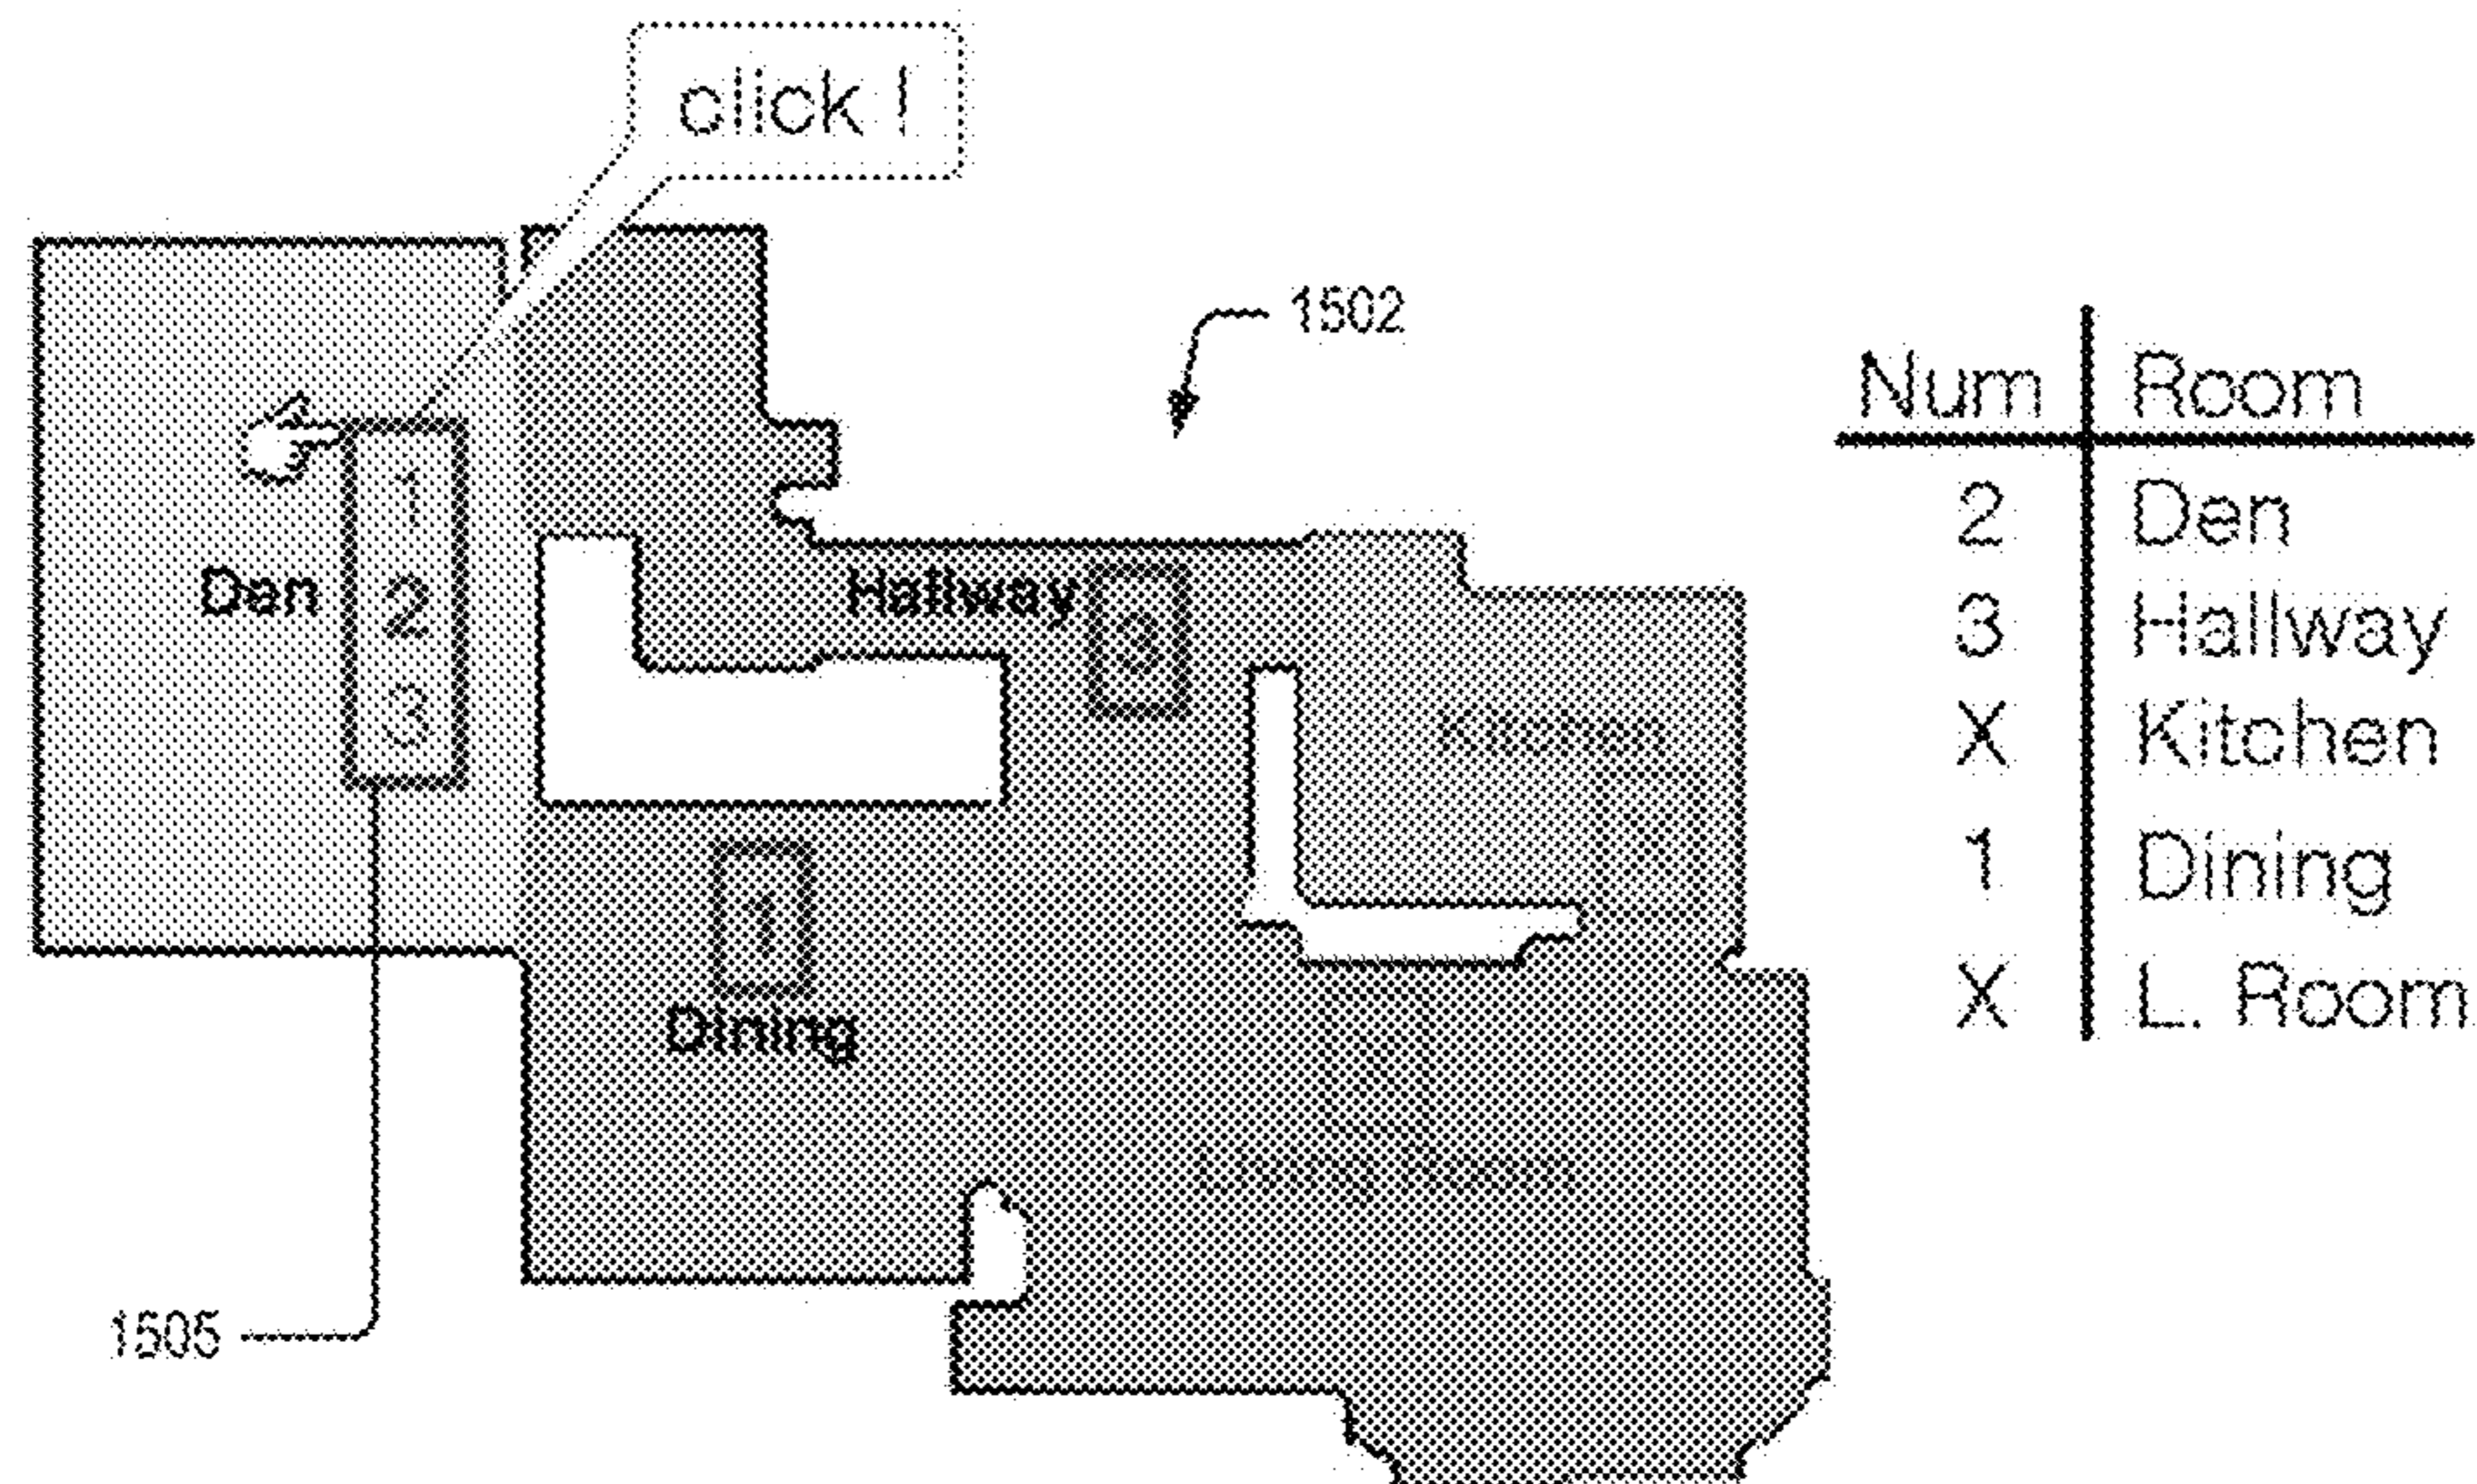 click !
1502
Num Room
2 Den
3 Hallway
X Kitchen
1 Dining
X L. Room
1
Den 2
3
Hallway 3
Kitchen
1
Dining
Living Room
1505